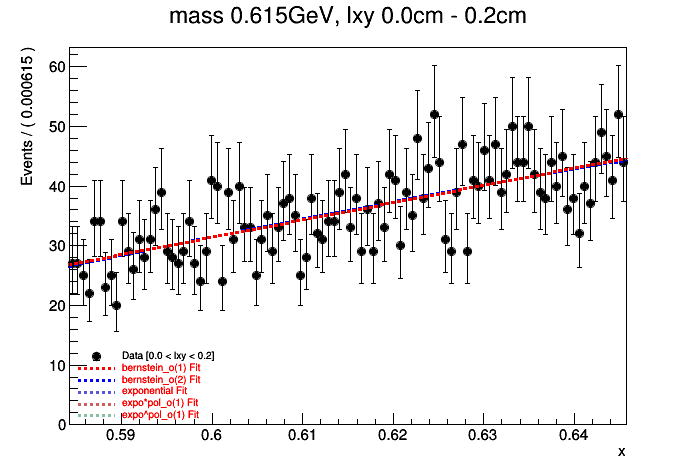 mass 0.615GeV, lxy 0.0cm - 0.2cm
Events / ( 0.000615 )
60
50
40
30
20
10
0
Data [0.0 < lxy < 0.2]
bernstein_o(1) Fit
bernstein_o(2) Fit
exponential Fit
expo*pol_o(1) Fit
expo^pol_o(1) Fit
0.59 0.6 0.61 0.62 0.63 0.64
x